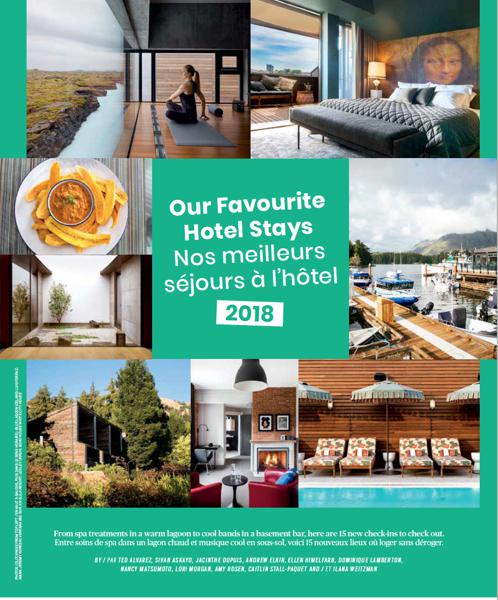 Our Favourite
Hotel Stays
Nos meilleurs
séjours à l'hôtel
2018
From spa treatments in a warm lagoon to cool bands in a basement bar, here are 15 new check-ins to check out.
Entre soins de spa dans un lagon chaud et musique cool en sous-sol, voici 15 nouveaux lieux où loger sans déroger.
BY / PAR TED ALVAREZ, SIVAN ASKAYO, JACINTHE DUPUIS, ANDREW ELKIN, ELLEN HIMELFARB, DOMINIQUE LAMBERTON,
NANCY MATSUMOTO, LORI MORGAN, AMY ROSEN, CAITLIN STALL-PAQUET AND / ET ILANA WEITZMAN